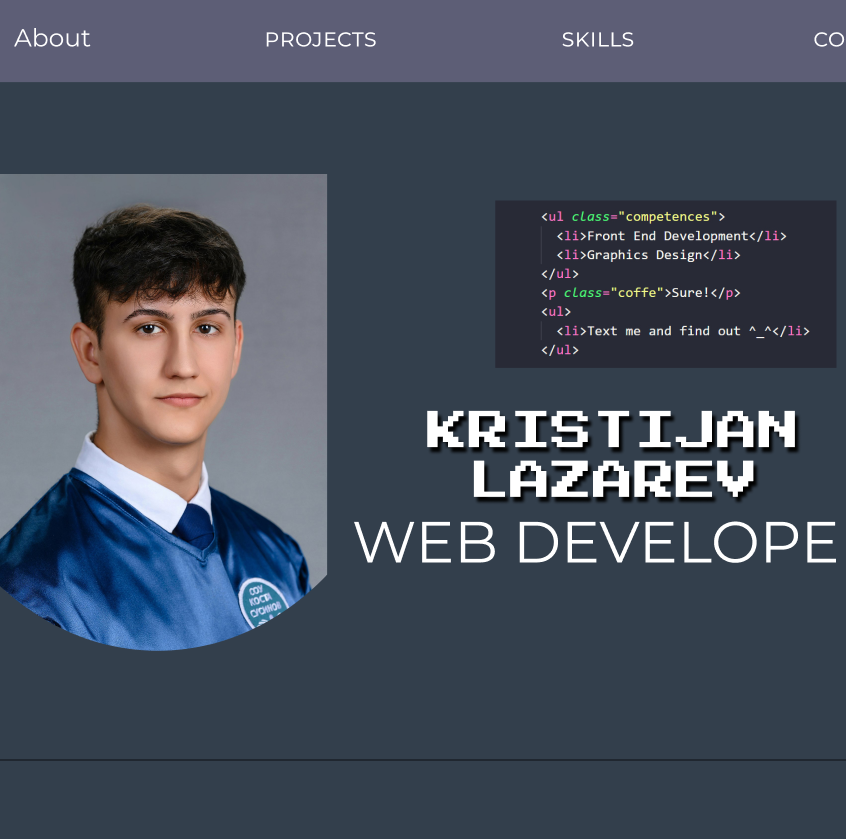 About
PROJECTS
SKILLS
CO
<ul class="competences">
<li>Front End Development</li>
<li>Graphics Design</li>
</ul>
<p class="coffe">Sure!</p>
<ul>
<li>Text me and find out ^_^</li>
</ul>
KRISTIJAN
LAZAREV
WEB DEVELOPE